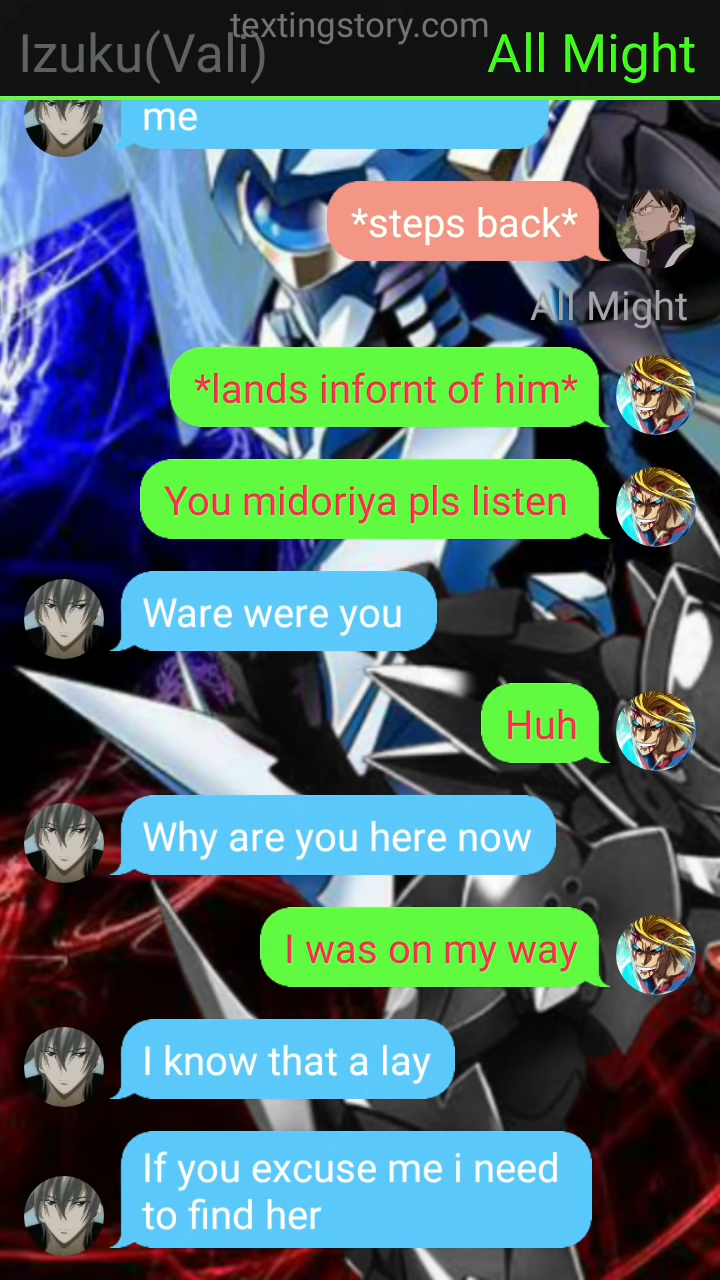 textingstory.com
Izuku(Vali)
All Might
me
*steps back*
All Might
*lands infornt of him*
You midoriya pls listen
Ware were you
Huh
Why are you here now
I was on my way
I know that a lay
If you excuse me i need
to find her